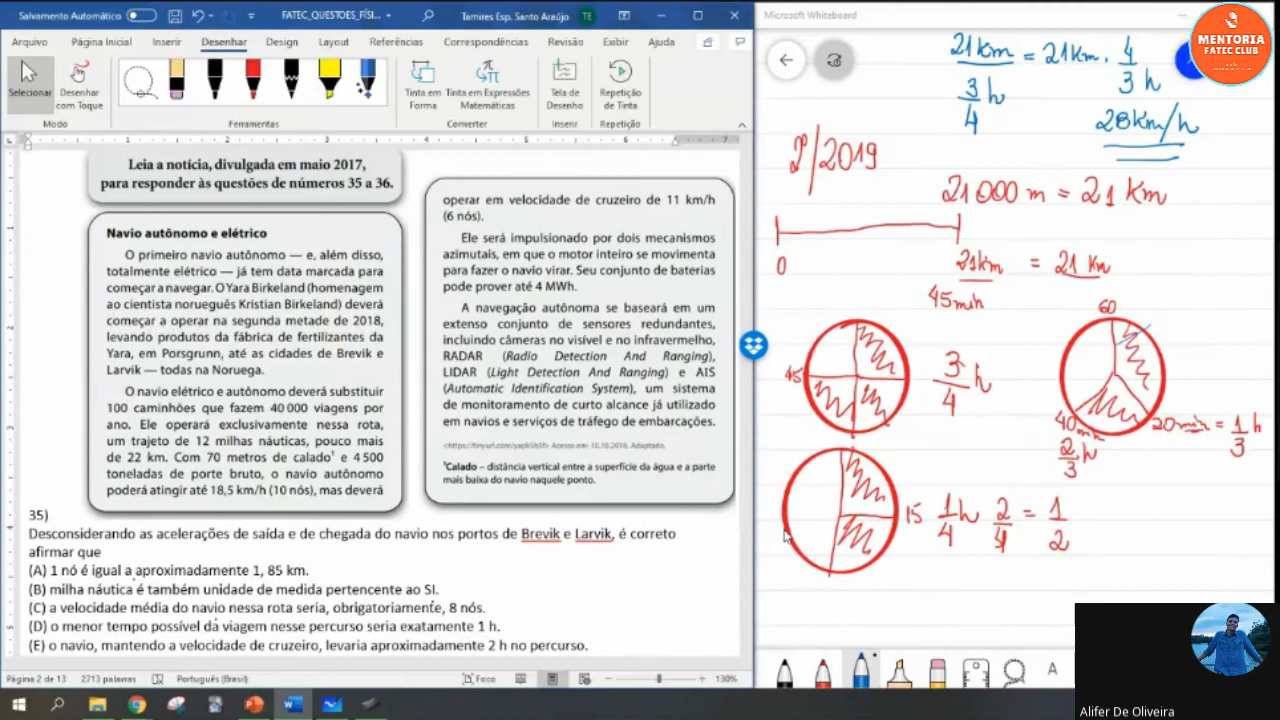 Salvamento Automático
FATEC_QUESTOES_FÍSI...
Tamires Esp. Santo Araújo
TE
Arquivo
Página Inicial
Inserir
Desenhar
Design
Layout
Referências
Correspondências
Revisão
Exibir
Ajuda
Selecionar
Desenhar
com Toque
Tinta em
Forma
Tinta em Expressões
Matemáticas
Tela de
Desenho
Repetição
de Tinta
Modo
Ferramentas
Converter
Inserir
Repetição
1
2
3
4
5
6
7
Leia a notícia, divulgada em maio 2017,
para responder às questões de números 35 a 36.
Navio autônomo e elétrico
O primeiro navio autônomo — e, além disso,
totalmente elétrico — já tem data marcada para
começar a navegar. O Yara Birkeland (homenagem
ao cientista norueguês Kristian Birkeland) deverá
começar a operar na segunda metade de 2018,
levando produtos da fábrica de fertilizantes da
Yara, em Porsgrunn, até as cidades de Brevik e
Larvik — todas na Noruega.
O navio elétrico e autônomo deverá substituir
100 caminhões que fazem 40 000 viagens por
ano. Ele operará exclusivamente nessa rota,
um trajeto de 12 milhas náuticas, pouco mais
de 22 km. Com 70 metros de calado¹ e 4 500
toneladas de porte bruto, o navio autônomo
poderá atingir até 18,5 km/h (10 nós), mas deverá
operar em velocidade de cruzeiro de 11 km/h
(6 nós).
Ele será impulsionado por dois mecanismos
azimutais, em que o motor inteiro se movimenta
para fazer o navio virar. Seu conjunto de baterias
pode prover até 4 MWh.
A navegação autônoma se baseará em um
extenso conjunto de sensores redundantes,
incluindo câmeras no visível e no infravermelho,
RADAR (Radio Detection And Ranging),
LIDAR (Light Detection And Ranging) e AIS
(Automatic Identification System), um sistema
de monitoramento de curto alcance já utilizado
em navios e serviços de tráfego de embarcações.
Acesso em: 10.10.2018. Adaptado.
¹Calado – distância vertical entre a superfície da água e a parte
mais baixa do navio naquele ponto.
35)
Desconsiderando as acelerações de saída e de chegada do navio nos portos de Brevik e Larvik, é correto
afirmar que
(A) 1 nó é igual a aproximadamente 1, 85 km.
(B) milha náutica é também unidade de medida pertencente ao SI.
(C) a velocidade média do navio nessa rota seria, obrigatoriamente, 8 nós.
(D) o menor tempo possível da viagem nesse percurso seria exatamente 1 h.
(E) o navio, mantendo a velocidade de cruzeiro, levaria aproximadamente 2 h no percurso.
Página 2 de 13
2713 palavras
Português (Brasil)
Foco
130%
Microsoft Whiteboard
MENTORIA
FATEC CLUB
21 km = 21 km . 4
3 h
4
3 h
28 km/h
2º/2019
21 000 m = 21 Km
0
21km = 21 Km
45 min
60
45
3 h
4
40 min
2 h
3
20 min = 1 h
3
15
1 h
4
2 = 1
4
2
A
Alifer De Oliveira